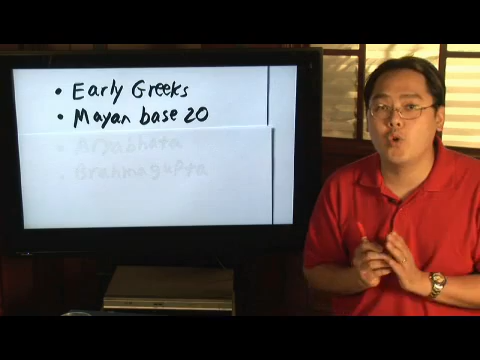 • Early Greeks
• Mayan base 20
• Aryabhata
• Brahmagupta